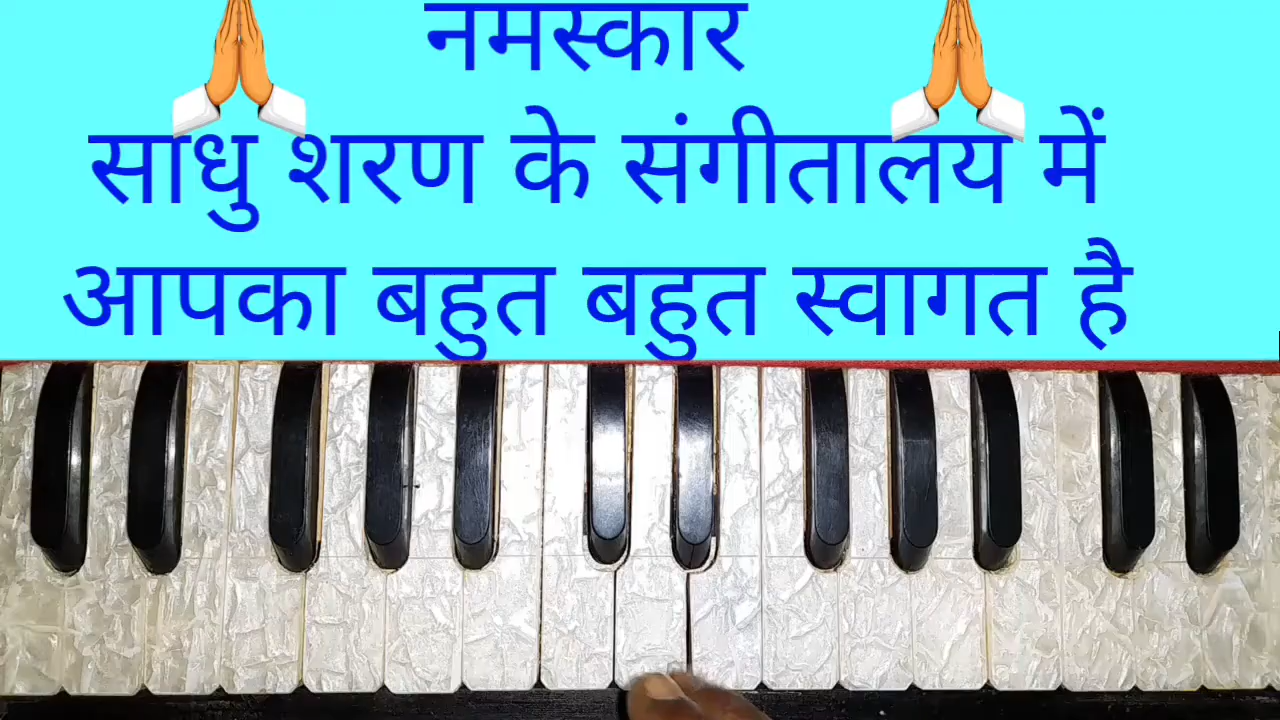 नमस्कार
साधु शरण के संगीतालय में
आपका बहुत बहुत स्वागत है